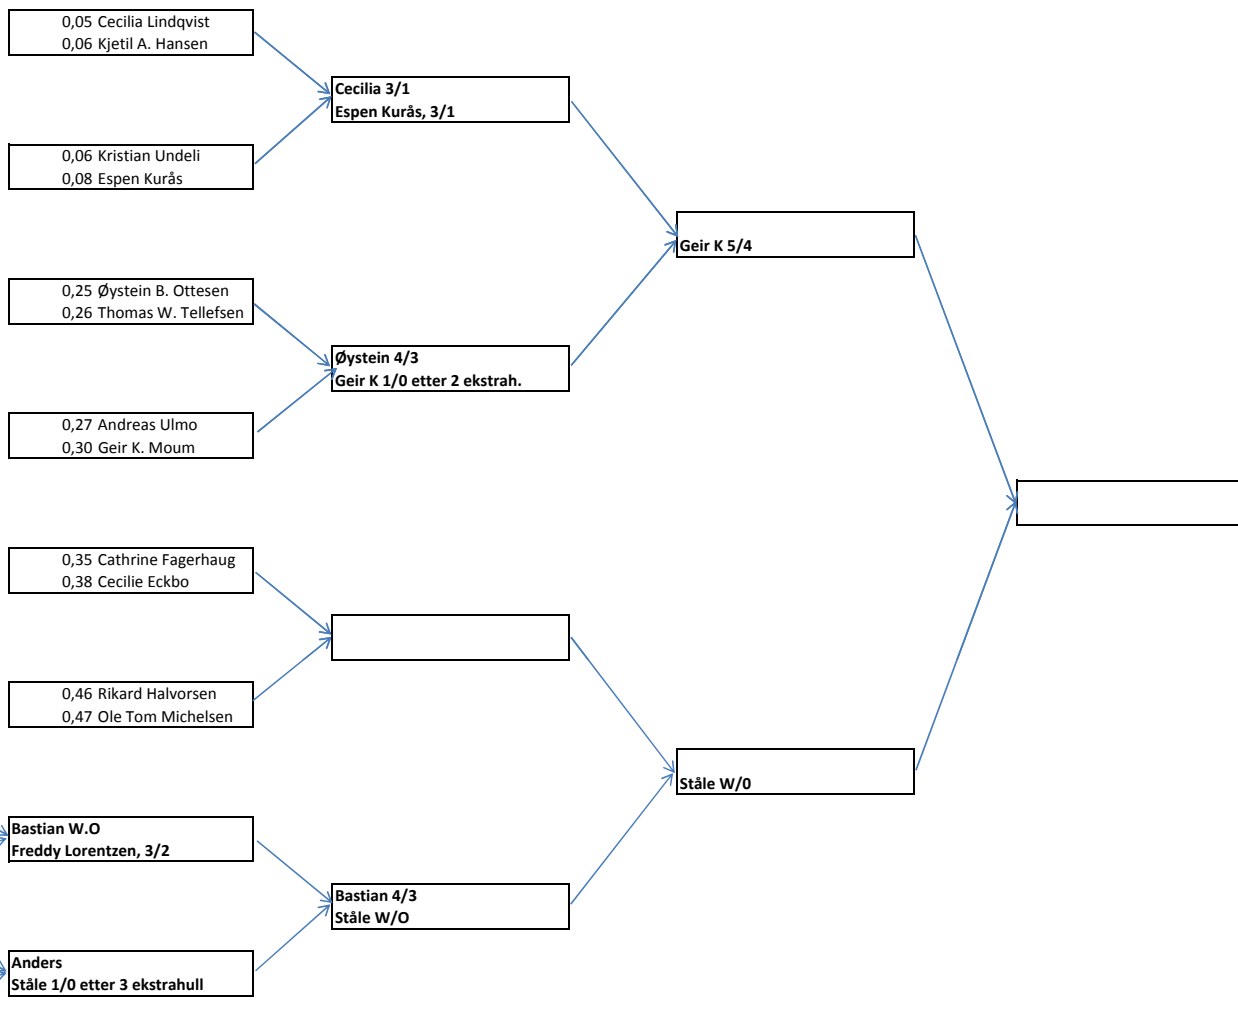 0,05 Cecilia Lindqvist
0,06 Kjetil A. Hansen
Cecilia 3/1
Espen Kurås, 3/1
0,06 Kristian Undeli
0,08 Espen Kurås
Geir K 5/4
0,25 Øystein B. Ottesen
0,26 Thomas W. Tellefsen
Øystein 4/3
Geir K 1/0 etter 2 ekstrah.
0,27 Andreas Ulmo
0,30 Geir K. Moum
0,35 Cathrine Fagerhaug
0,38 Cecilie Eckbo
0,46 Rikard Halvorsen
0,47 Ole Tom Michelsen
Ståle W/0
Bastian W.O
Freddy Lorentzen, 3/2
Bastian 4/3
Ståle W/O
Anders
Ståle 1/0 etter 3 ekstrahull